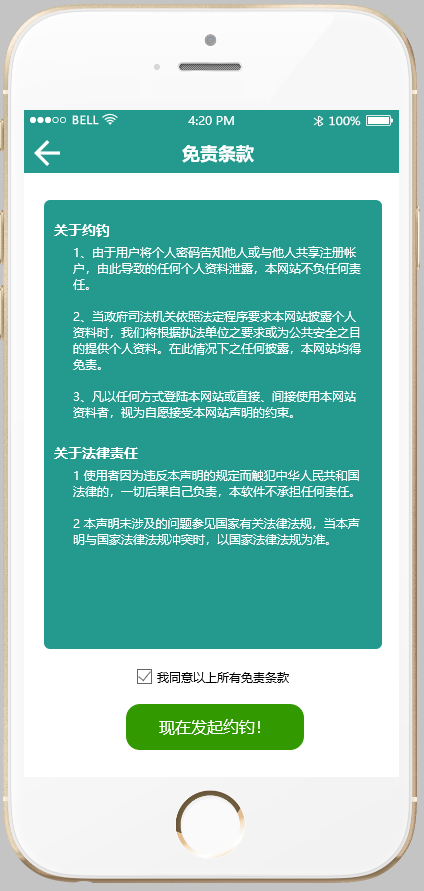 BELL 4:20 PM 100%
免责条款
关于约钓
1、由于用户将个人密码告知他人或与他人共享注册帐
户，由此导致的任何个人资料泄露，本网站不负任何责
任。
2、当政府司法机关依照法定程序要求本网站披露个人
资料时，我们将根据执法单位之要求或为公共安全之目
的提供个人资料。在此情况下之任何披露，本网站均得
免责。
3、凡以任何方式登陆本网站或直接、间接使用本网站
资料者，视为自愿接受本网站声明的约束。
关于法律责任
1 使用者因为违反本声明的规定而触犯中华人民共和国
法律的，一切后果自己负责，本软件不承担任何责任。
2 本声明未涉及的问题参见国家有关法律法规，当本声
明与国家法律法规冲突时，以国家法律法规为准。
我同意以上所有免责条款
现在发起约钓！